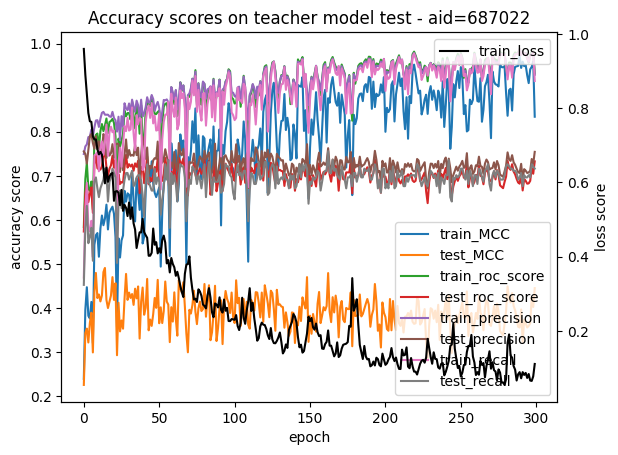 Accuracy scores on teacher model test - aid=687022
train_loss
1.0
0.9
0.8
0.7
0.6
0.5
0.4
0.3
0.2
accuracy score
1.0
0.8
0.6
0.4
0.2
loss score
train_MCC
test_MCC
train_roc_score
test_roc_score
train_precision
test_precision
train_recall
test_recall
0
50
100
150
200
250
300
epoch